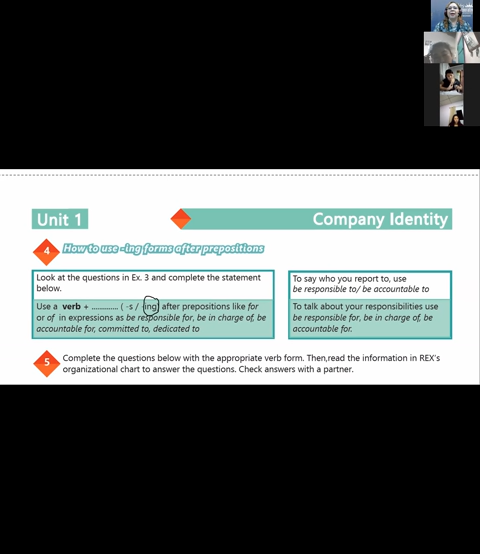 Unit 1
Company Identity
4
How to use -ing forms after prepositions
Look at the questions in Ex. 3 and complete the statement
below.
Use a verb + ............. ( -s / ing) after prepositions like for
or of in expressions as be responsible for, be in charge of, be
accountable for, committed to, dedicated to
To say who you report to, use
be responsible to/ be accountable to
To talk about your responsibilities use
be responsible for, be in charge of, be
accountable for.
5
Complete the questions below with the appropriate verb form. Then,read the information in REX's
organizational chart to answer the questions. Check answers with a partner.